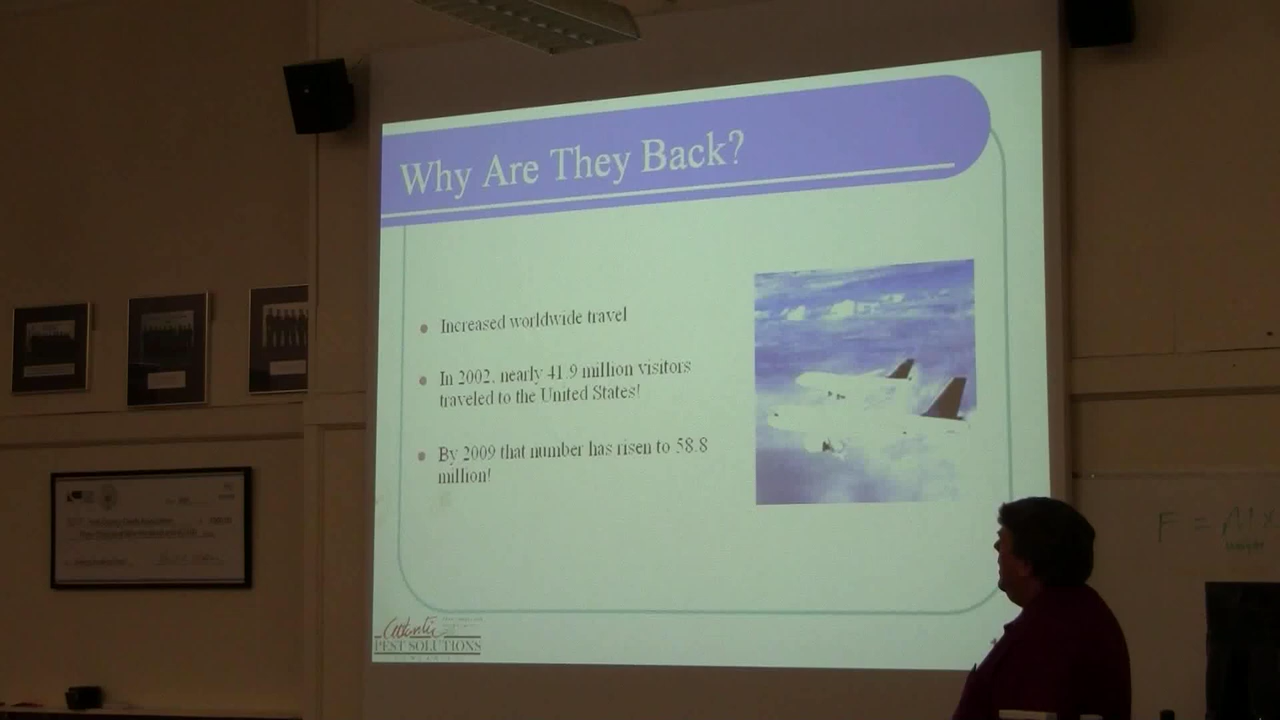 Why Are They Back?
Increased worldwide travel
In 2002, nearly 41.9 million visitors
traveled to the United States!
By 2009 that number has risen to 58.8
million!
Atlantic
PEST SOLUTIONS
F =